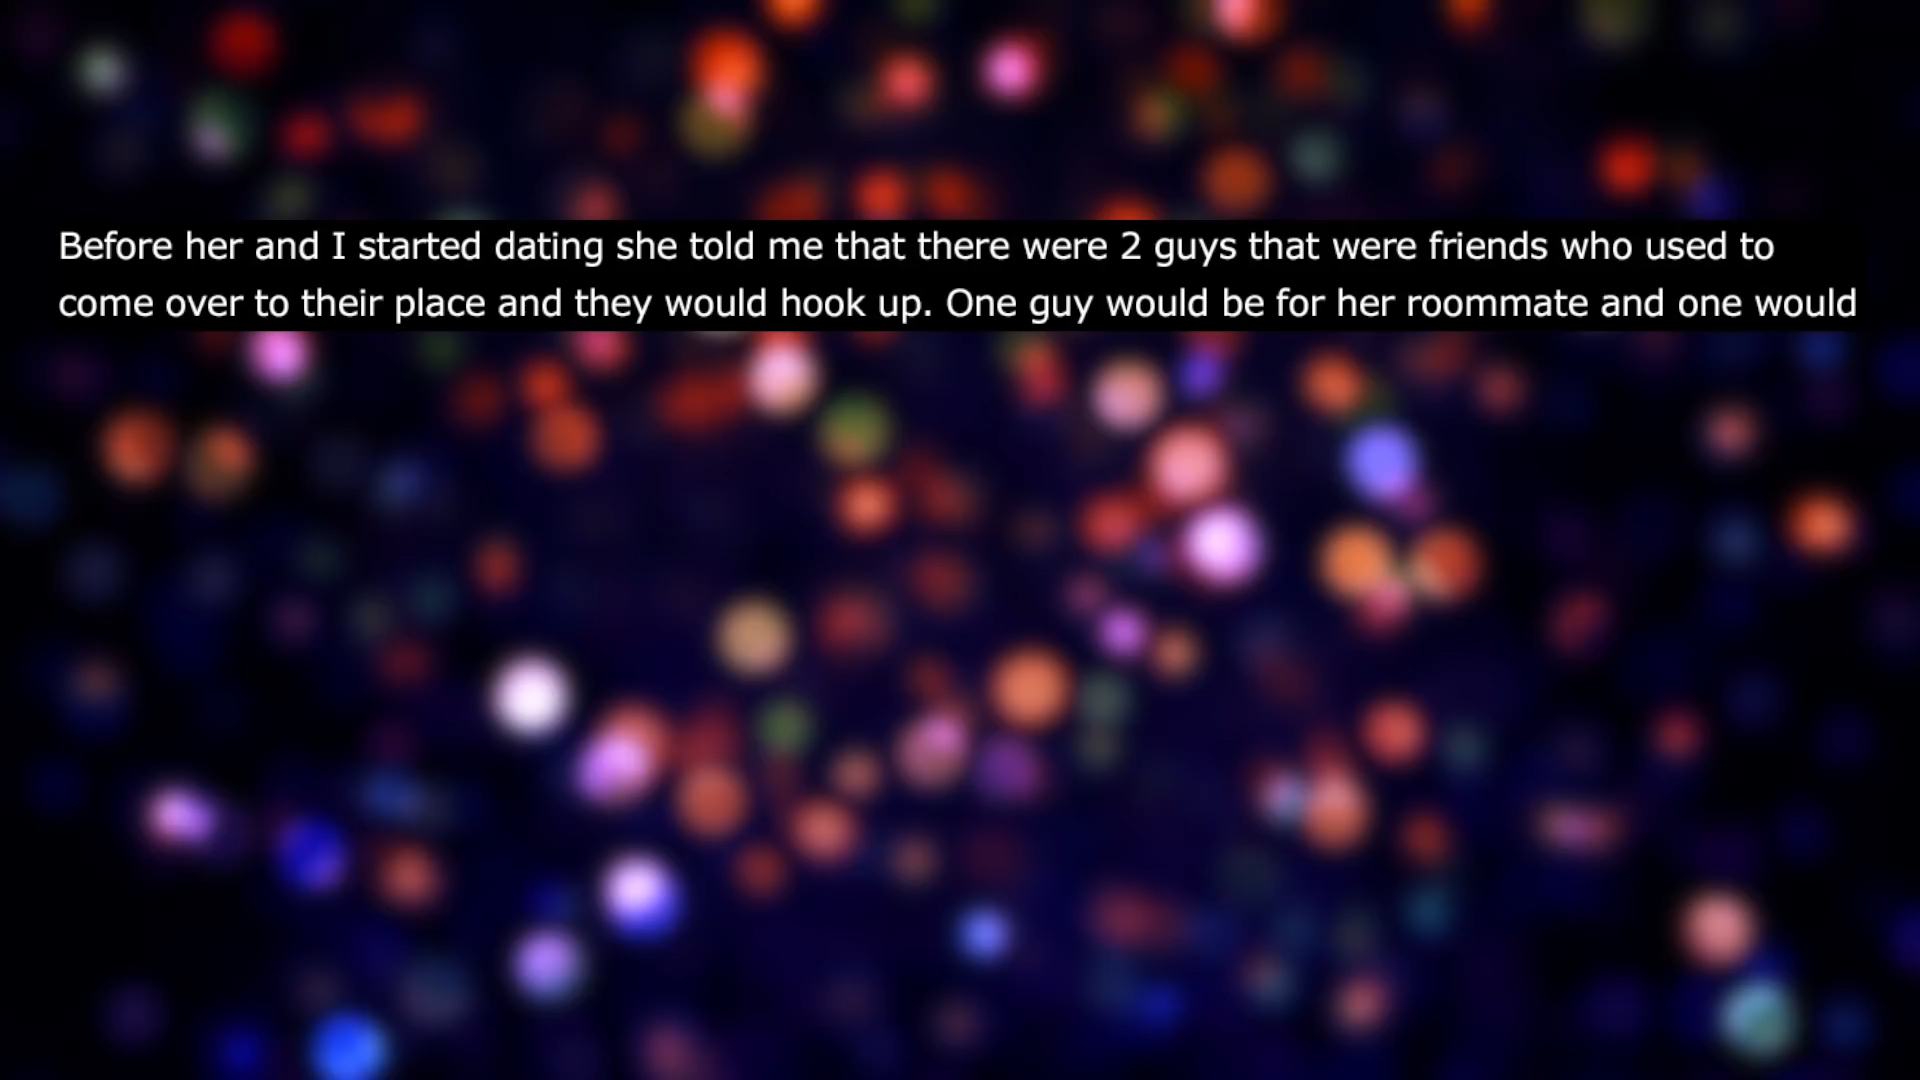 Before her and I started dating she told me that there were 2 guys that were friends who used to
come over to their place and they would hook up. One guy would be for her roommate and one would